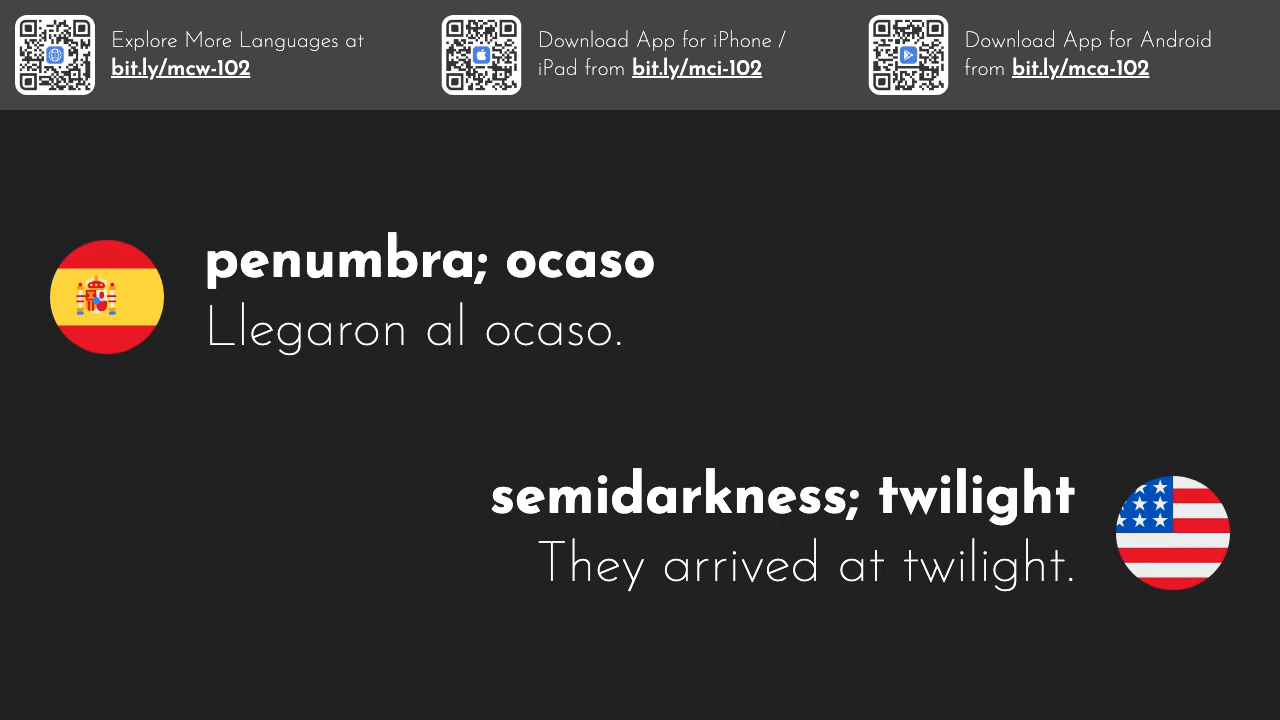 Explore More Languages at
bit.ly/mcw-102
Download App for iPhone /
iPad from bit.ly/mci-102
Download App for Android
from bit.ly/mca-102
penumbra; ocaso
Llegaron al ocaso.
semidarkness; twilight
They arrived at twilight.